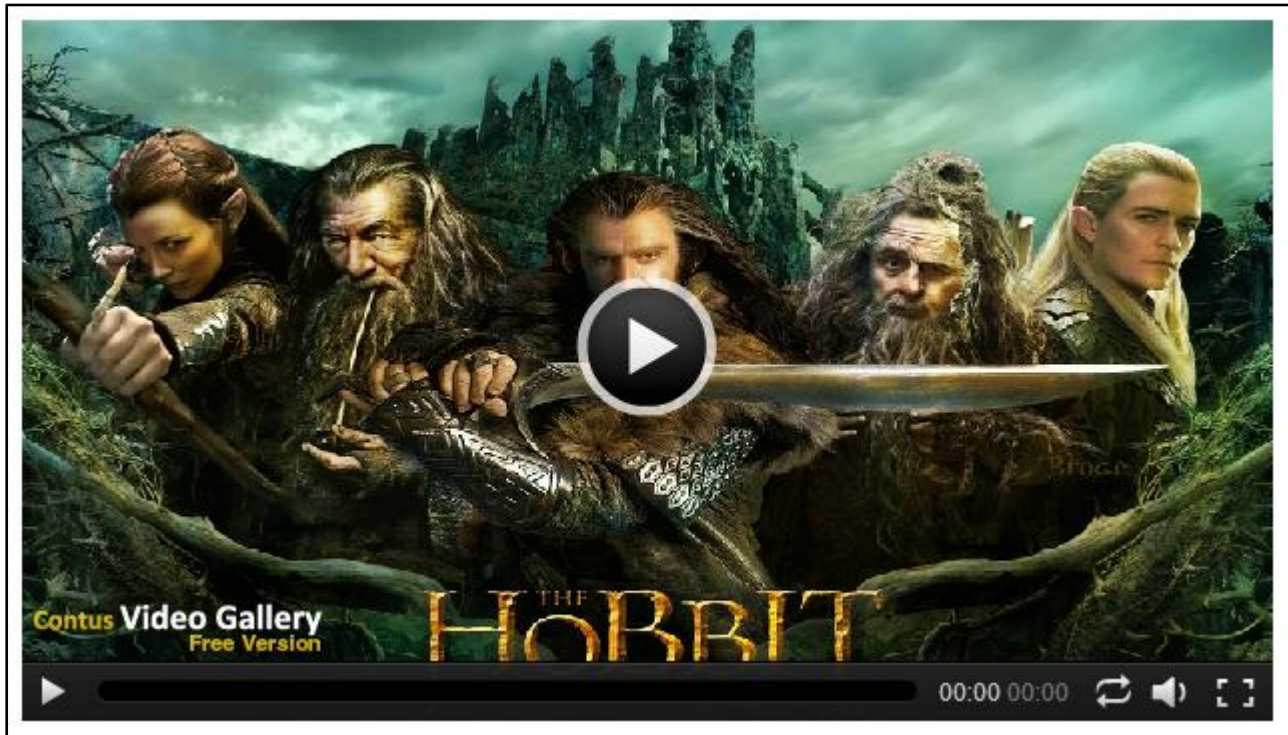 THE
HOBBIT
Contus Video Gallery
Free Version
00:00 00:00